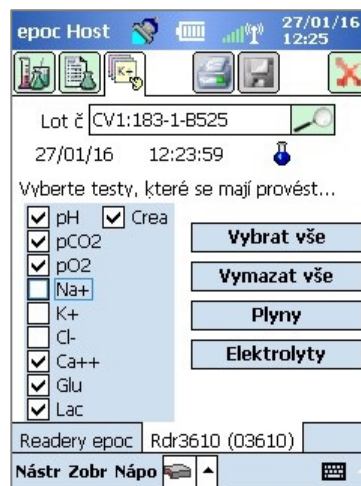 epoc Host 27/01/16 12:25
K+
Lot č CV1:183-1-B525
27/01/16 12:23:59
Vyberte testy, které se mají provést...
pH Crea
pCO2
pO2
Na+
K+
Cl-
Ca++
Glu
Lac
Vybrat vše
Vymazat vše
Plyny
Elektrolyty
Readery epoc Rdr3610 (03610)
Nástr Zobr Nápo